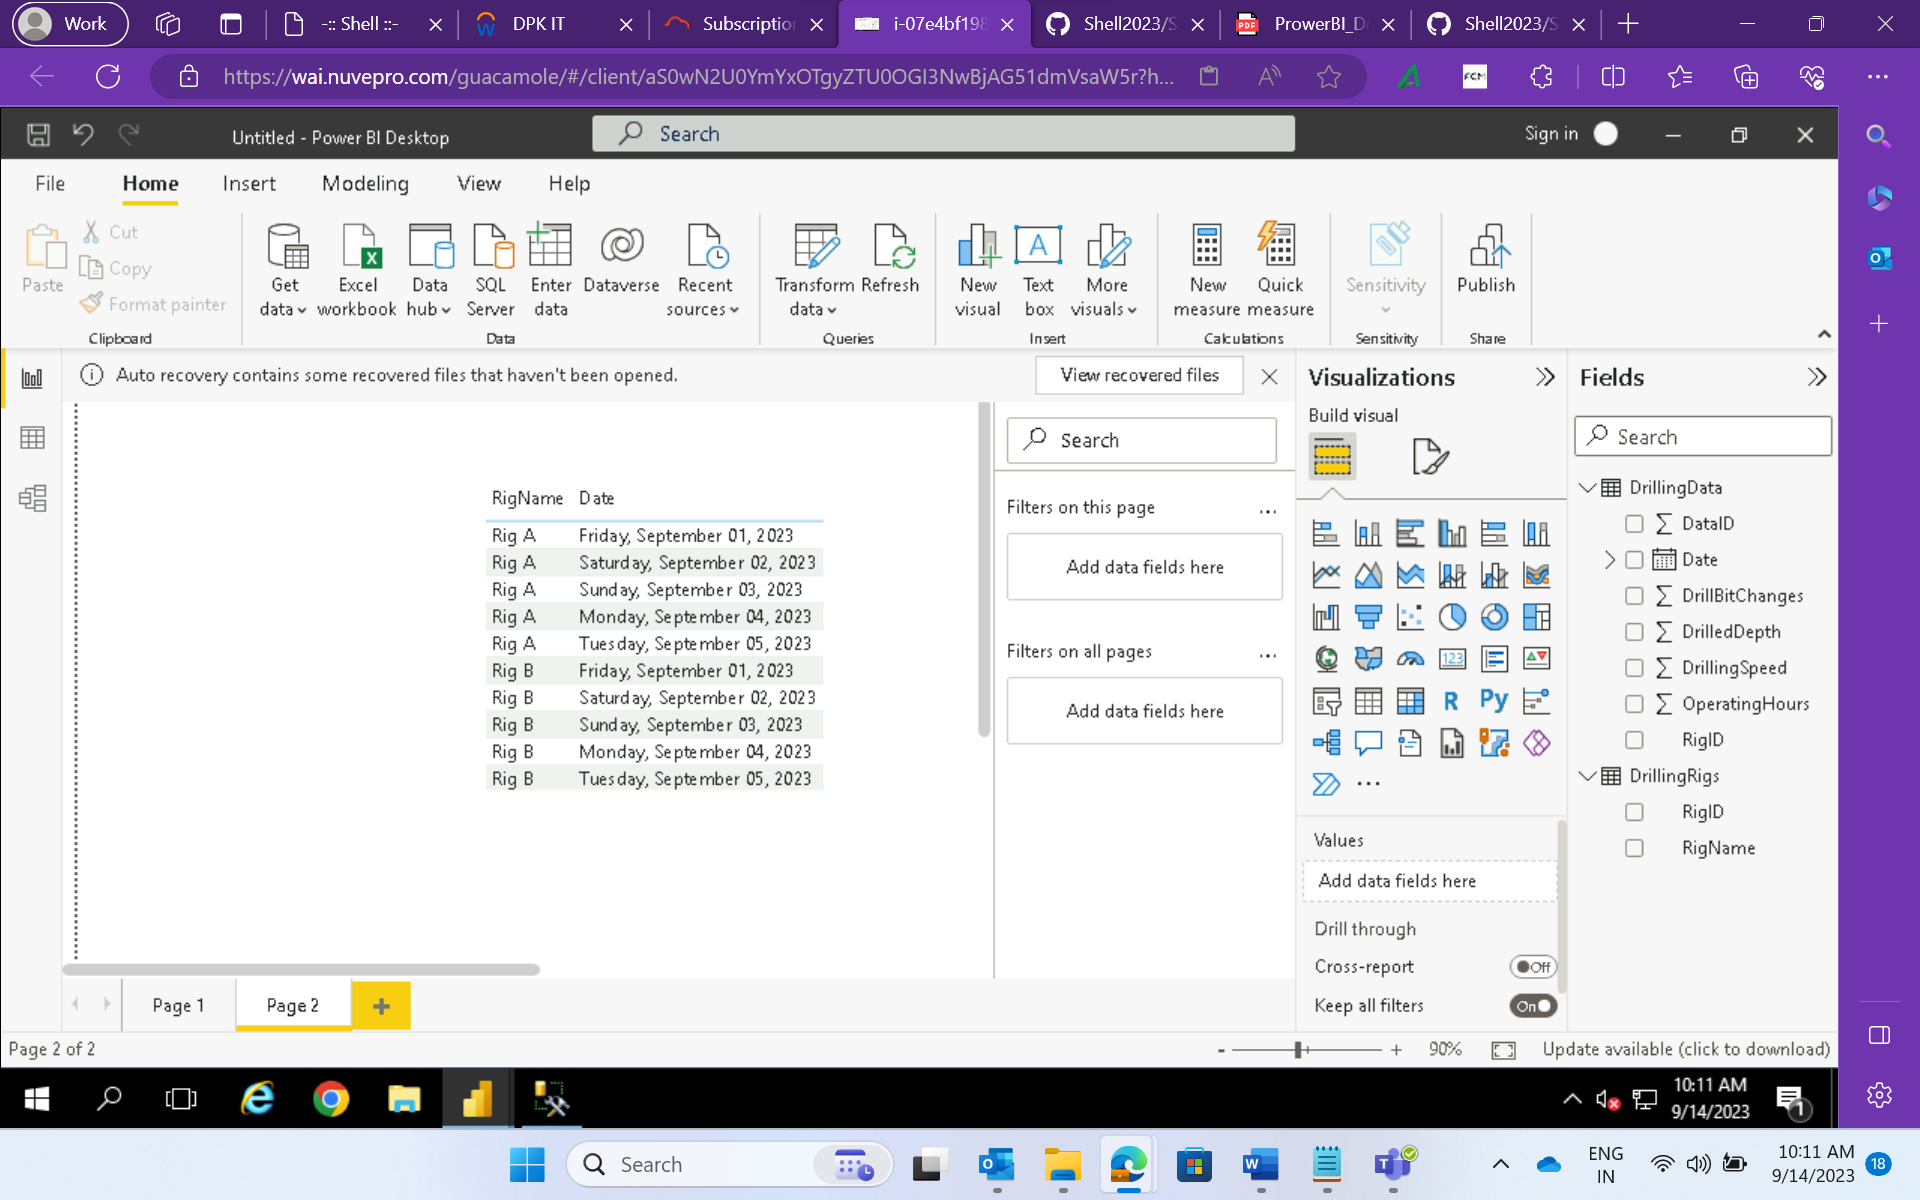 Work
-:: Shell ::-
DPK IT
Subscription
i-07e4bf198
Shell2023/S
ProwerBI_D
Shell2023/S
https://wai.nuvepro.com/guacamole/#/client/aS0wN2U0YmYxOTgyZTU0OGI3NwBjAG51dmVsaW5r?h...
FCM
Untitled - Power BI Desktop
Search
Sign in
File
Home
Insert
Modeling
View
Help
Paste
Cut
Copy
Format painter
Clipboard
Get data
Excel workbook
Data hub
SQL Server
Enter data
Dataverse
Recent sources
Data
Transform data
Refresh
Queries
New visual
Text box
More visuals
Insert
New measure
Quick measure
Calculations
Sensitivity
Sensitivity
Publish
Share
Auto recovery contains some recovered files that haven't been opened.
View recovered files
RigName Date
Rig A Friday, September 01, 2023
Rig A Saturday, September 02, 2023
Rig A Sunday, September 03, 2023
Rig A Monday, September 04, 2023
Rig A Tuesday, September 05, 2023
Rig B Friday, September 01, 2023
Rig B Saturday, September 02, 2023
Rig B Sunday, September 03, 2023
Rig B Monday, September 04, 2023
Rig B Tuesday, September 05, 2023
Search
Filters on this page ...
Add data fields here
Filters on all pages ...
Add data fields here
Visualizations
Build visual
123
R
Py
...
Values
Add data fields here
Drill through
Cross-report Off
Keep all filters On
Fields
Search
DrillingData
DataID
Date
DrillBitChanges
DrilledDepth
DrillingSpeed
OperatingHours
RigID
DrillingRigs
RigID
RigName
Page 1
Page 2
+
Page 2 of 2
- + 90%
Update available (click to download)
10:11 AM
9/14/2023
1
Search
ENG
IN
10:11 AM
9/14/2023
18